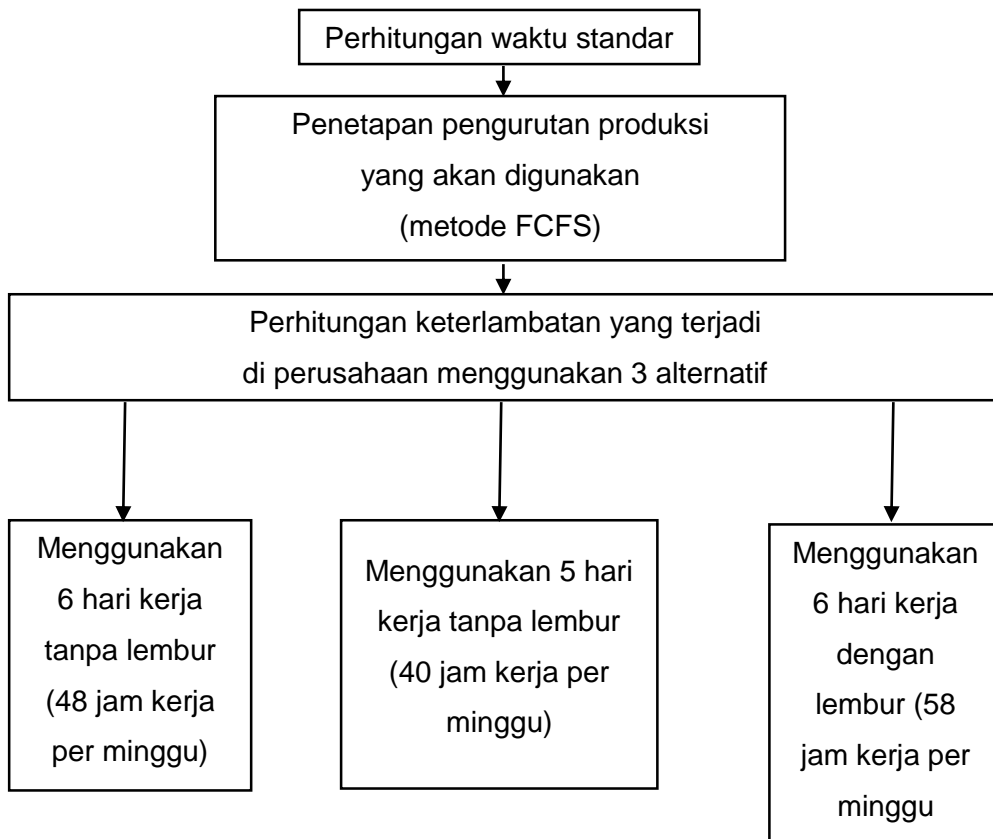 Perhitungan waktu standar
Penetapan pengurutan produksi
yang akan digunakan
(metode FCFS)
Perhitungan keterlambatan yang terjadi
di perusahaan menggunakan 3 alternatif
Menggunakan
6 hari kerja
tanpa lembur
(48 jam kerja
per minggu)
Menggunakan 5 hari
kerja tanpa lembur
(40 jam kerja per
minggu)
Menggunakan
6 hari kerja
dengan
lembur (58
jam kerja per
minggu